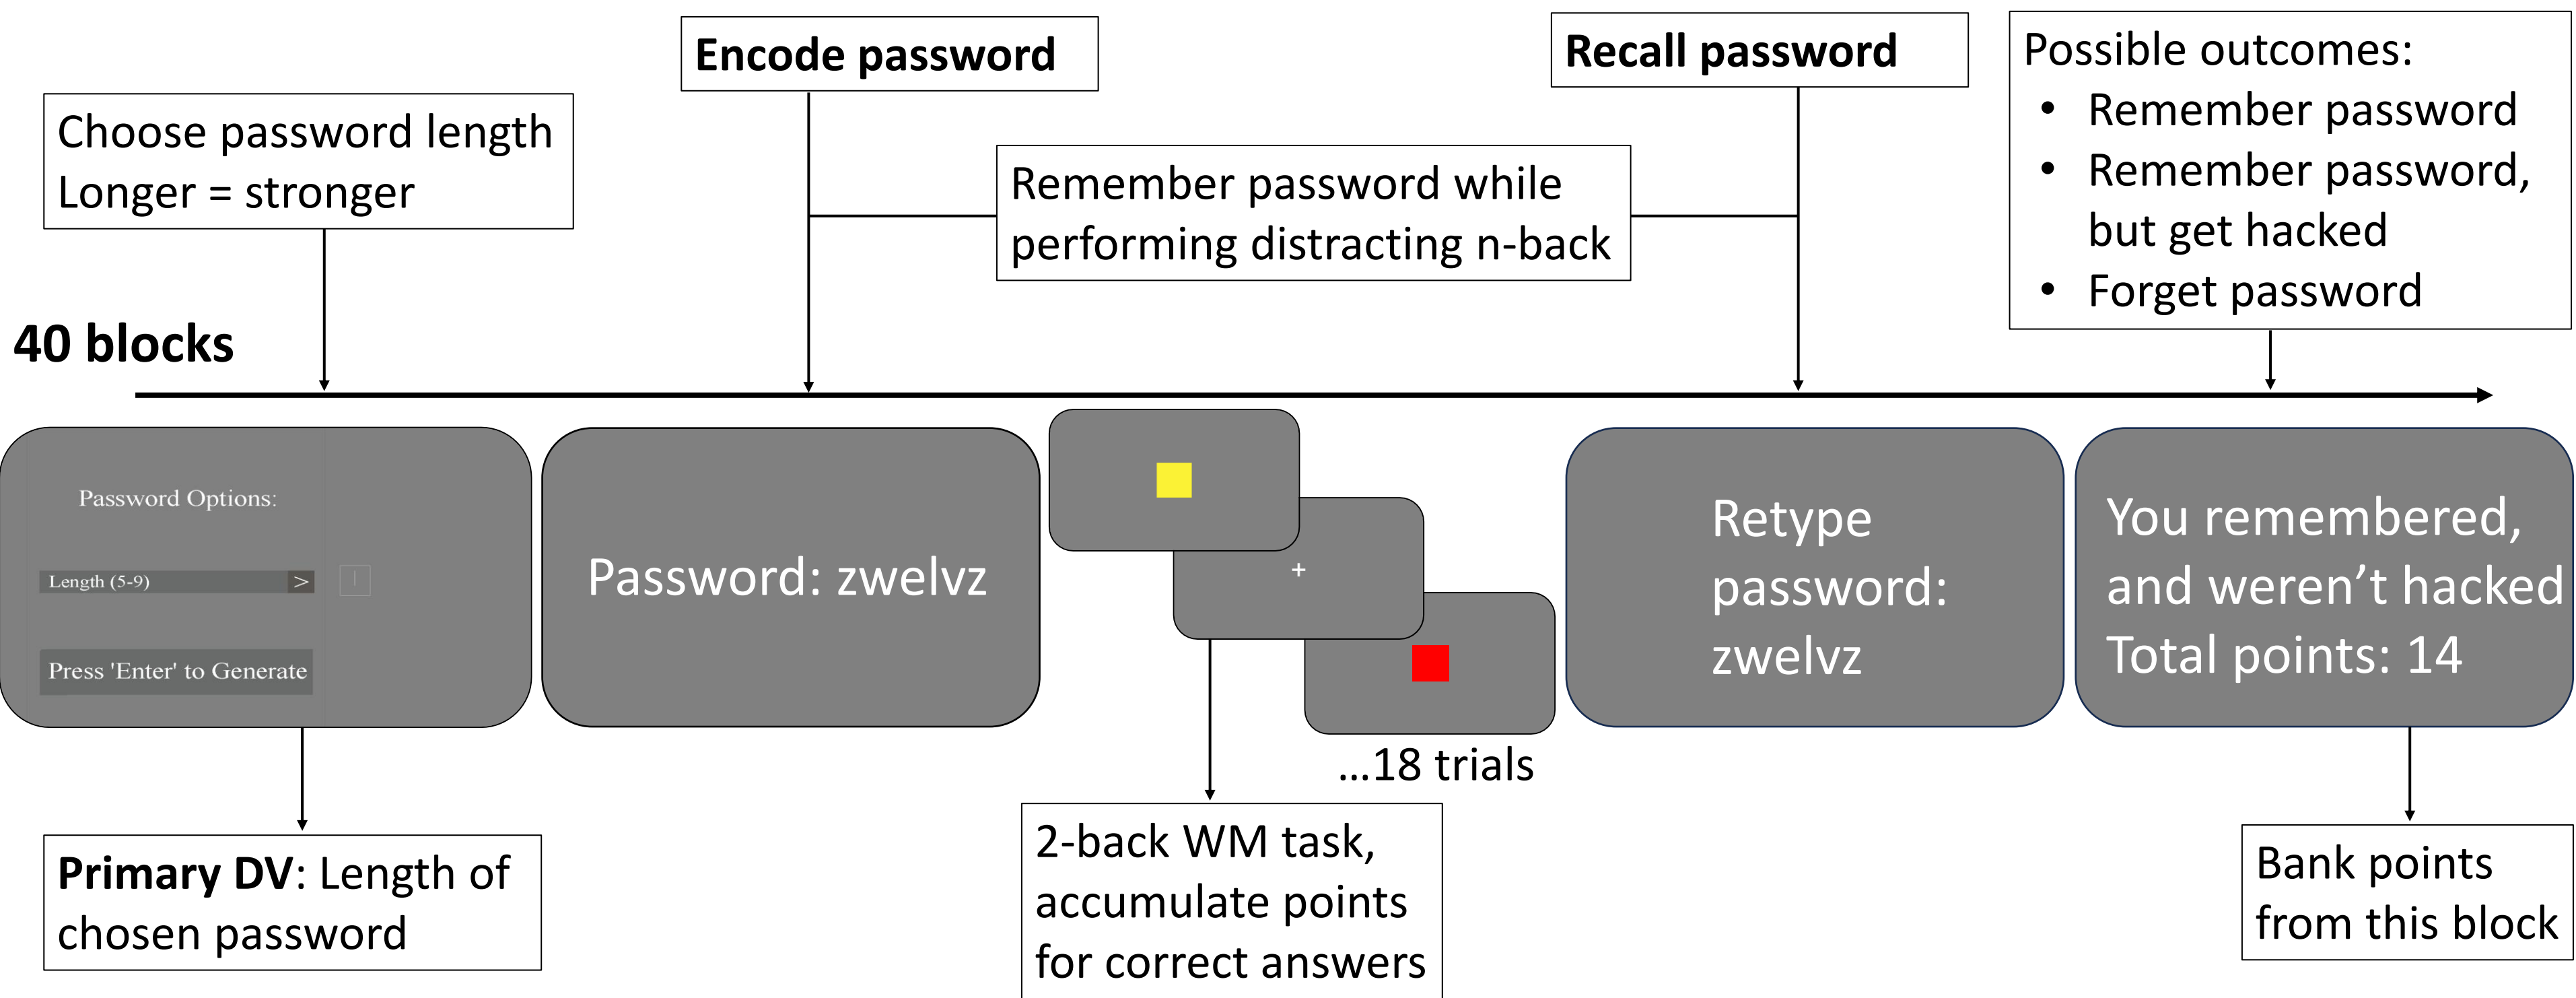 Encode password
Recall password
Possible outcomes:
• Remember password
• Remember password,
but get hacked
• Forget password
Choose password length
Longer = stronger
Remember password while
performing distracting n-back
40 blocks
Password Options:
Length (5-9) >
Press 'Enter' to Generate
Password: zwelvz
+
...18 trials
Retype
password:
zwelvz
You remembered,
and weren’t hacked
Total points: 14
Primary DV: Length of
chosen password
2-back WM task,
accumulate points
for correct answers
Bank points
from this block